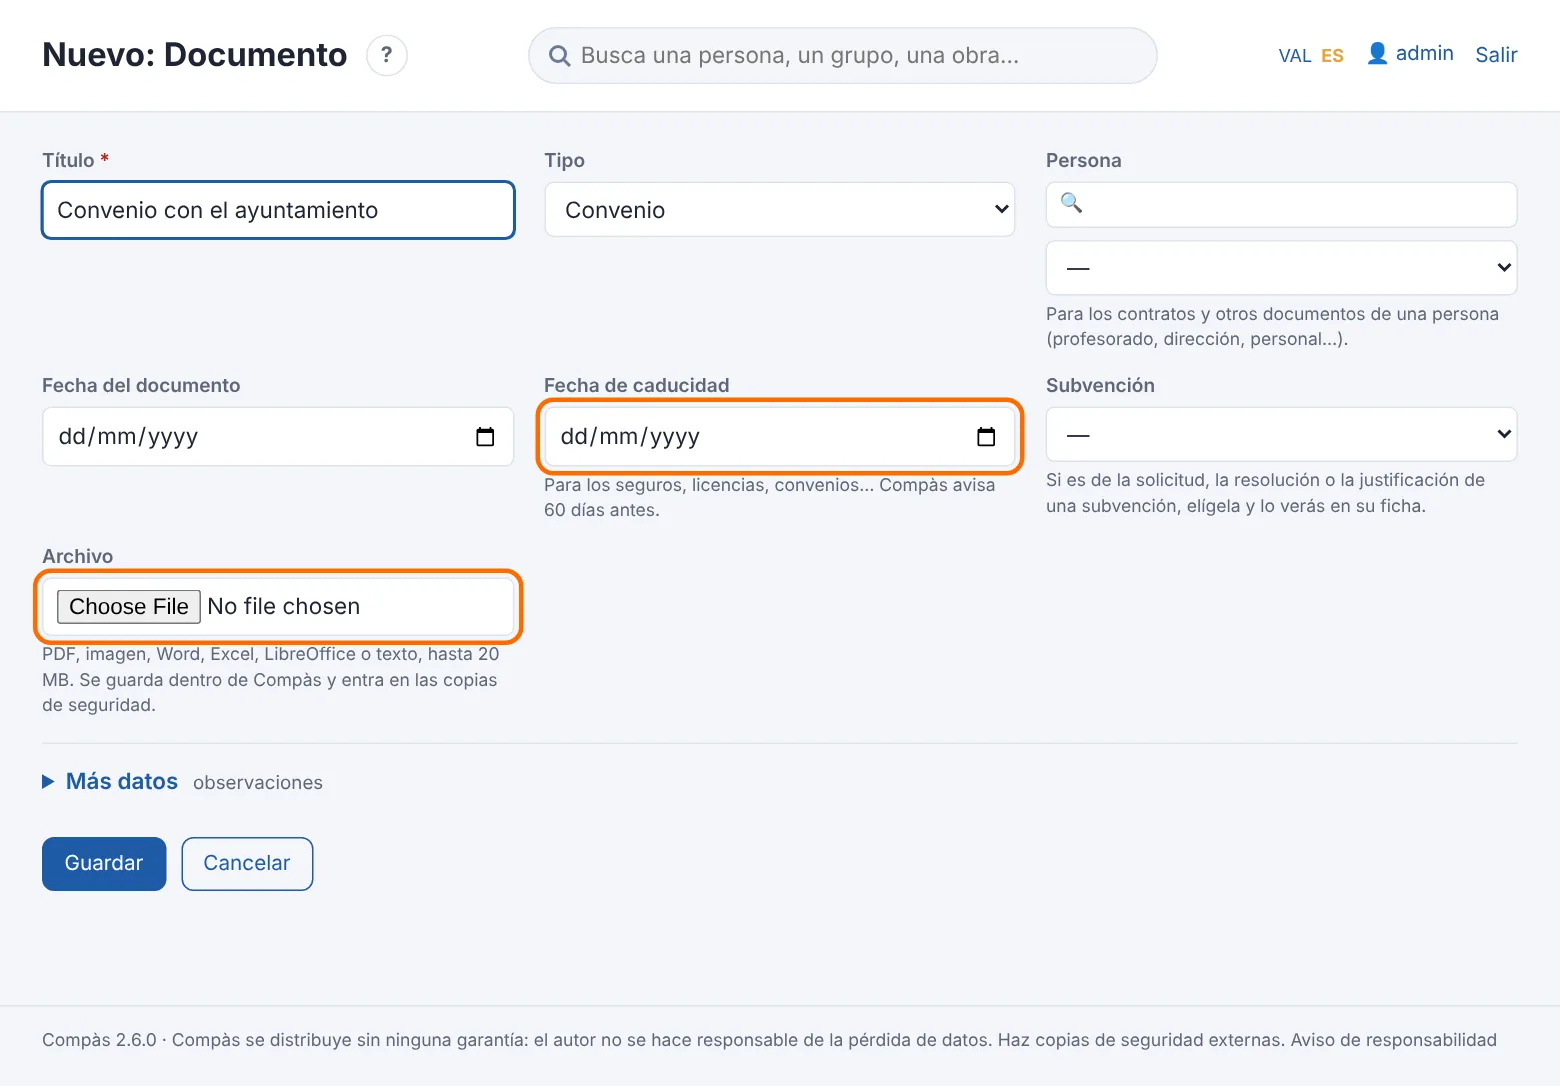 Nuevo: Documento
?
Busca una persona, un grupo, una obra...
VAL ES
admin
Salir
Título *
Convenio con el ayuntamiento
Tipo
Convenio
Persona
—
Para los contratos y otros documentos de una persona
(profesorado, dirección, personal...).
Fecha del documento
dd/mm/yyyy
Fecha de caducidad
dd/mm/yyyy
Para los seguros, licencias, convenios... Compàs avisa
60 días antes.
Subvención
—
Si es de la solicitud, la resolución o la justificación de
una subvención, elígela y lo verás en su ficha.
Archivo
Choose File No file chosen
PDF, imagen, Word, Excel, LibreOffice o texto, hasta 20
MB. Se guarda dentro de Compàs y entra en las copias
de seguridad.
Más datos observaciones
Guardar
Cancelar
Compàs 2.6.0 · Compàs se distribuye sin ninguna garantía: el autor no se hace responsable de la pérdida de datos. Haz copias de seguridad externas. Aviso de responsabilidad